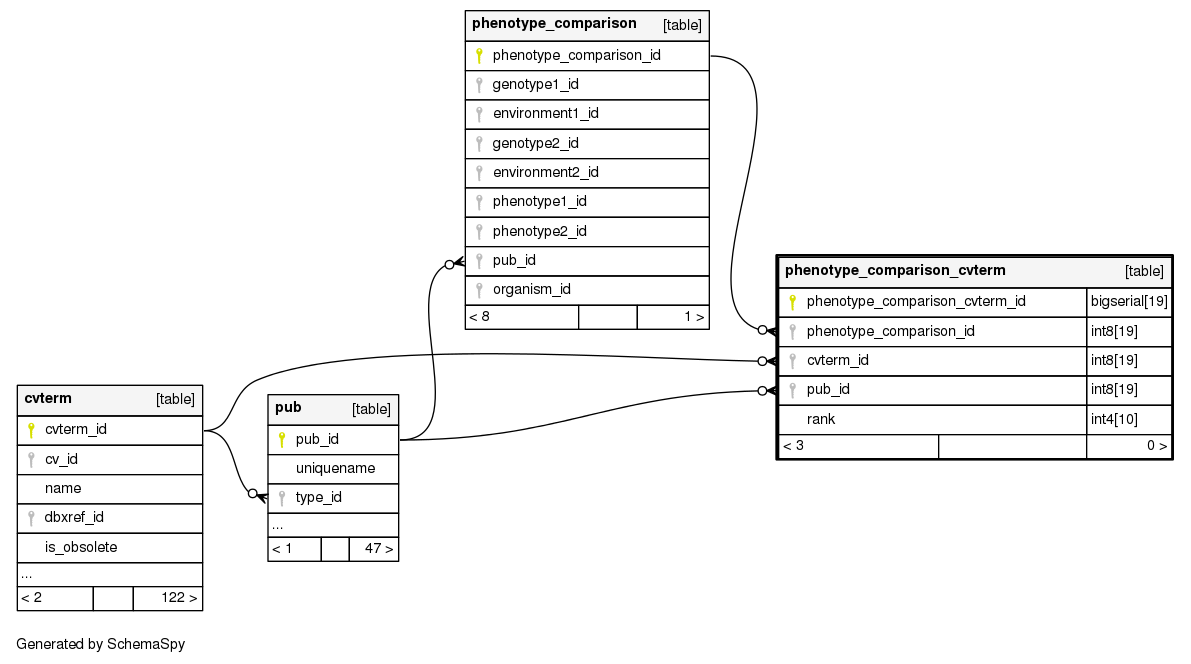 phenotype_comparison [table]
phenotype_comparison_id
genotype1_id
environment1_id
genotype2_id
environment2_id
phenotype1_id
phenotype2_id
pub_id
organism_id
< 8 1 >
phenotype_comparison_cvterm [table]
phenotype_comparison_cvterm_id bigserial[19]
phenotype_comparison_id int8[19]
cvterm_id int8[19]
pub_id int8[19]
rank int4[10]
< 3 0 >
cvterm [table]
cvterm_id
cv_id
name
dbxref_id
is_obsolete
...
< 2 122 >
pub [table]
pub_id
uniquename
type_id
...
< 1 47 >
Generated by SchemaSpy